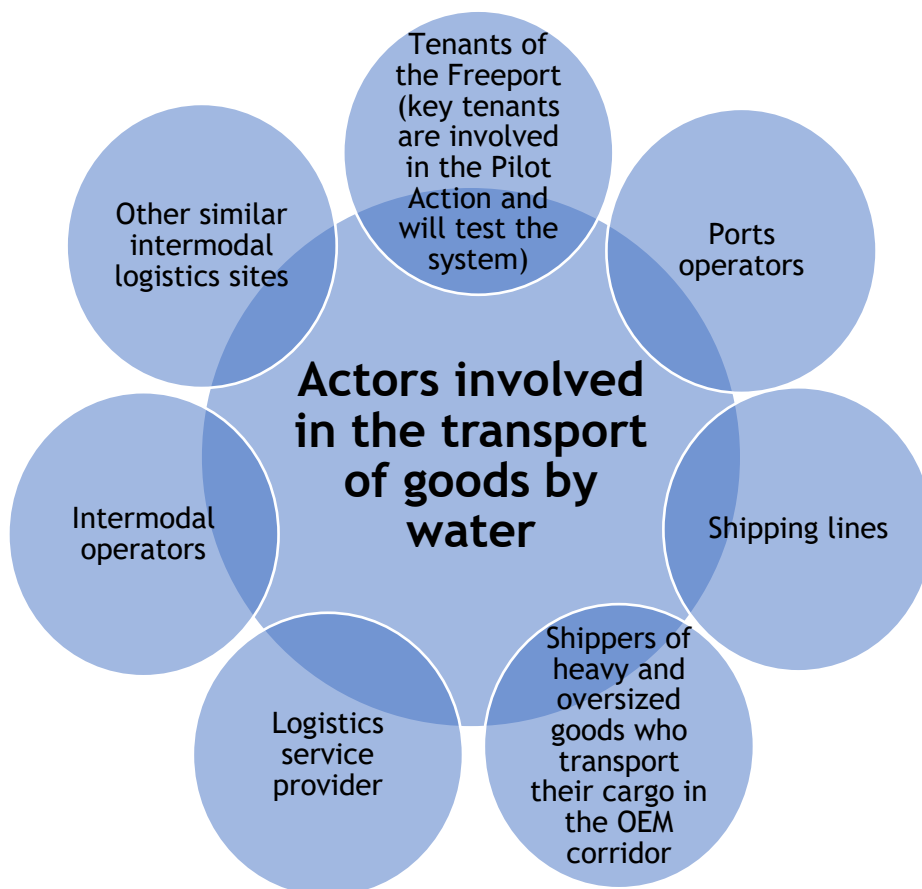 Tenants of
the Freeport
(key tenants
are involved
in the Pilot
Action and
will test the
system)
Ports
operators
Shipping lines
Shippers of
heavy and
oversized
goods who
transport
their cargo in
the OEM
corridor
Logistics
service
provider
Intermodal
operators
Other similar
intermodal
logistics sites
Actors involved
in the transport
of goods by
water